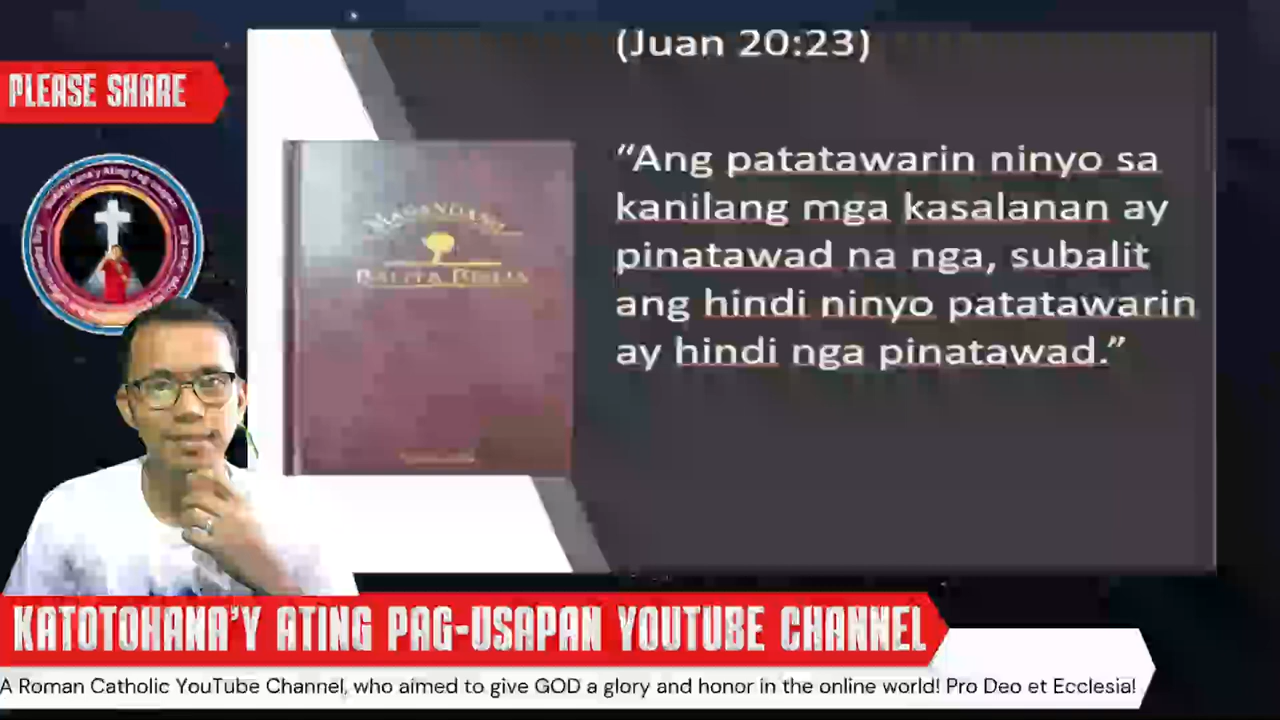 (Juan 20:23)
PLEASE SHARE
“Ang patatawarin ninyo sa
kanilang mga kasalanan ay
pinatawad na nga, subalit
ang hindi ninyo patatawarin
ay hindi nga pinatawad.”
MAGANDANG
BALITA BIBLIA
KATOTOHANA’Y ATING PAG-USAPAN YOUTUBE CHANNEL
A Roman Catholic YouTube Channel, who aimed to give GOD a glory and honor in the online world! Pro Deo et Ecclesia!